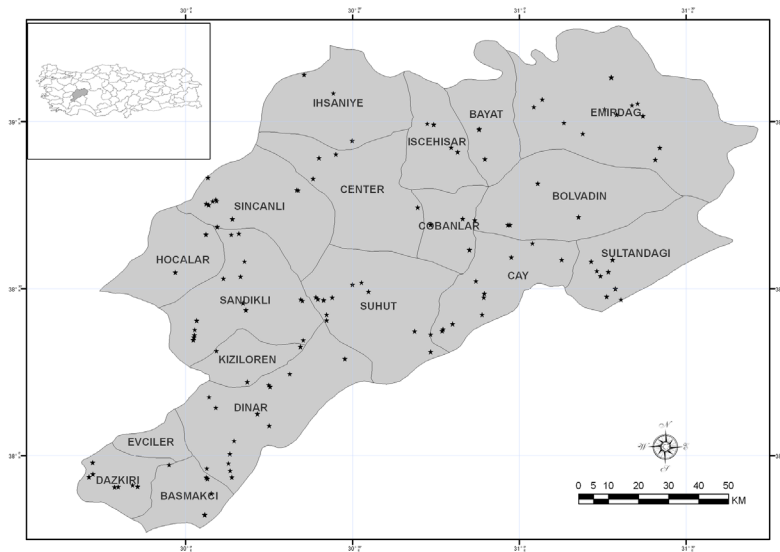 IHSANIYE
BAYAT
EMIRDAG
ISCEHISAR
CENTER
BOLVADIN
SINCANLI
COBANLAR
HOCALAR
SULTANDAGI
CAY
SANDIKLI
SUHUT
KIZILOREN
DINAR
EVCILER
DAZKIRI
BASMAKCI
N
W E
S
0 5 10 20 30 40 50
KM